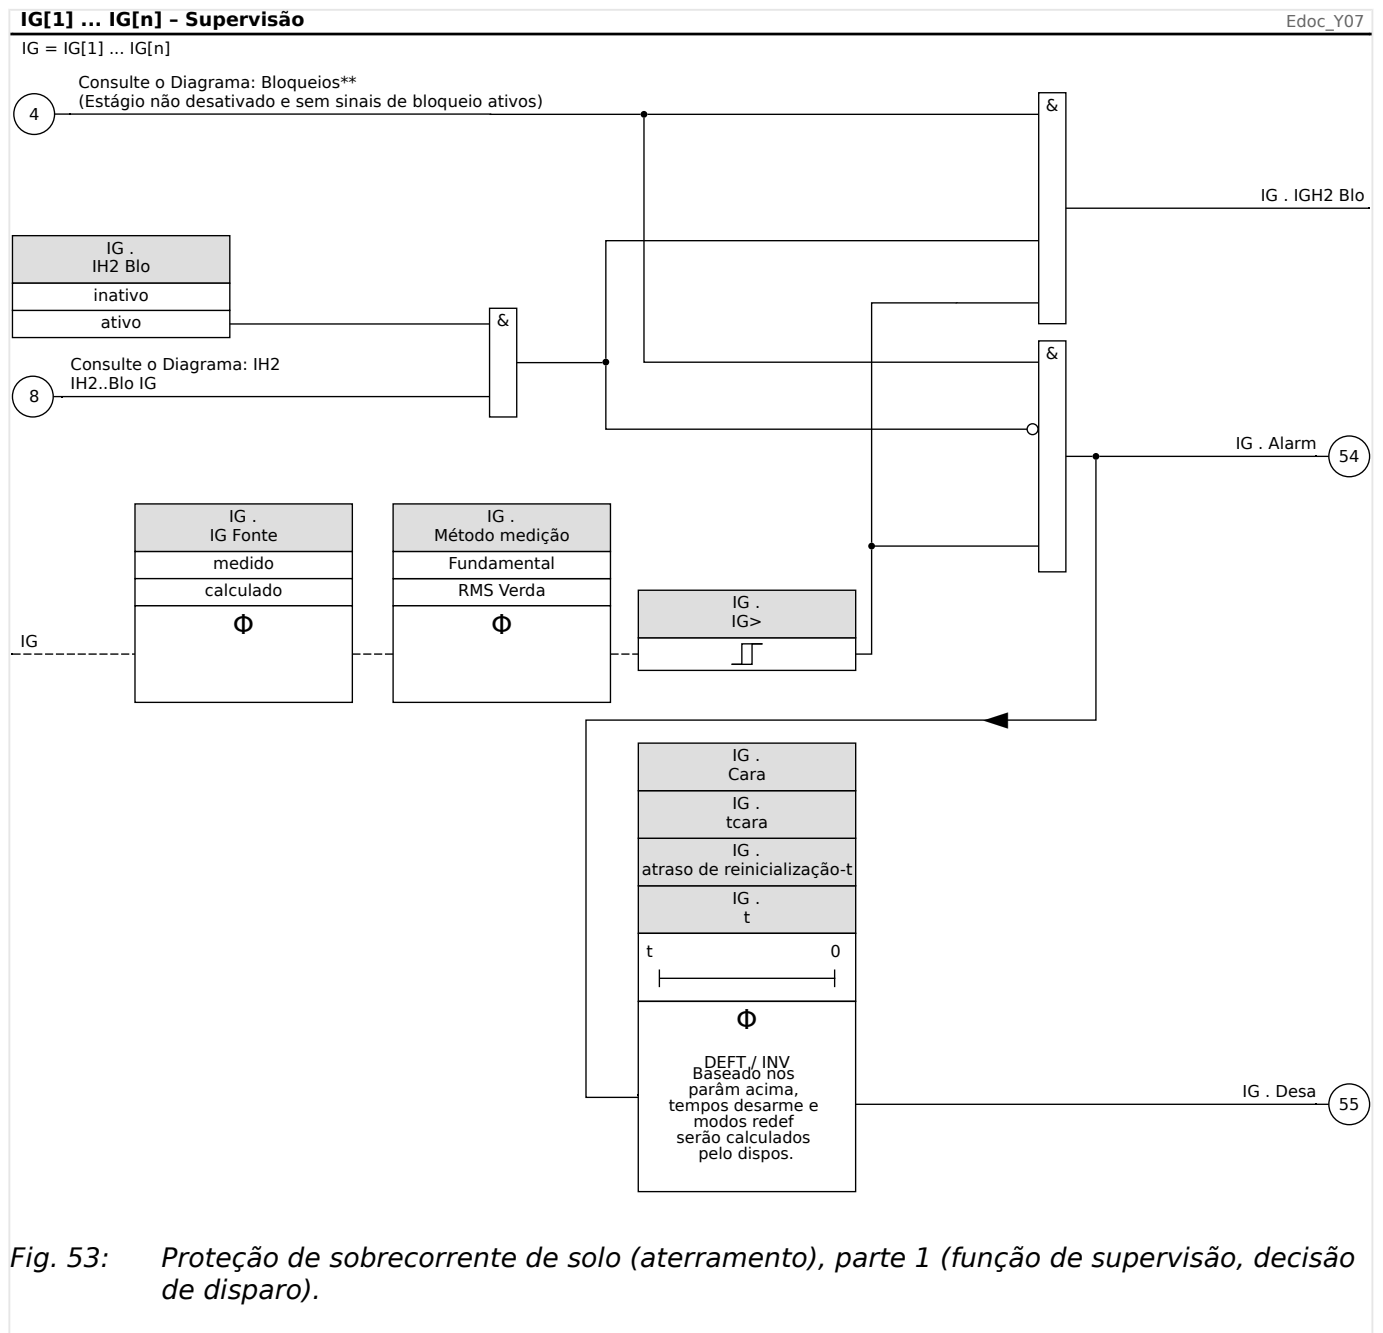 IG[1] ... IG[n] – Supervisão
Edoc_Y07
IG = IG[1] ... IG[n]
Consulte o Diagrama: Bloqueios**
(Estágio não desativado e sem sinais de bloqueio ativos)
4
&
IG . IGH2 Blo
IG .
IH2 Blo
inativo
ativo
&
&
Consulte o Diagrama: IH2
IH2..Blo IG
8
IG . Alarm
54
IG .
IG Fonte
medido
calculado
Φ
IG .
Método medição
Fundamental
RMS Verda
Φ
IG .
IG>
IG
IG .
Cara
IG .
tcara
IG .
atraso de reinicialização-t
IG .
t
t 0
Φ
DEFT / INV
Baseado nos
parâm acima,
tempos desarme e
modos redef
serão calculados
pelo dispos.
IG . Desa
55
Fig. 53: Proteção de sobrecorrente de solo (aterramento), parte 1 (função de supervisão, decisão
de disparo).